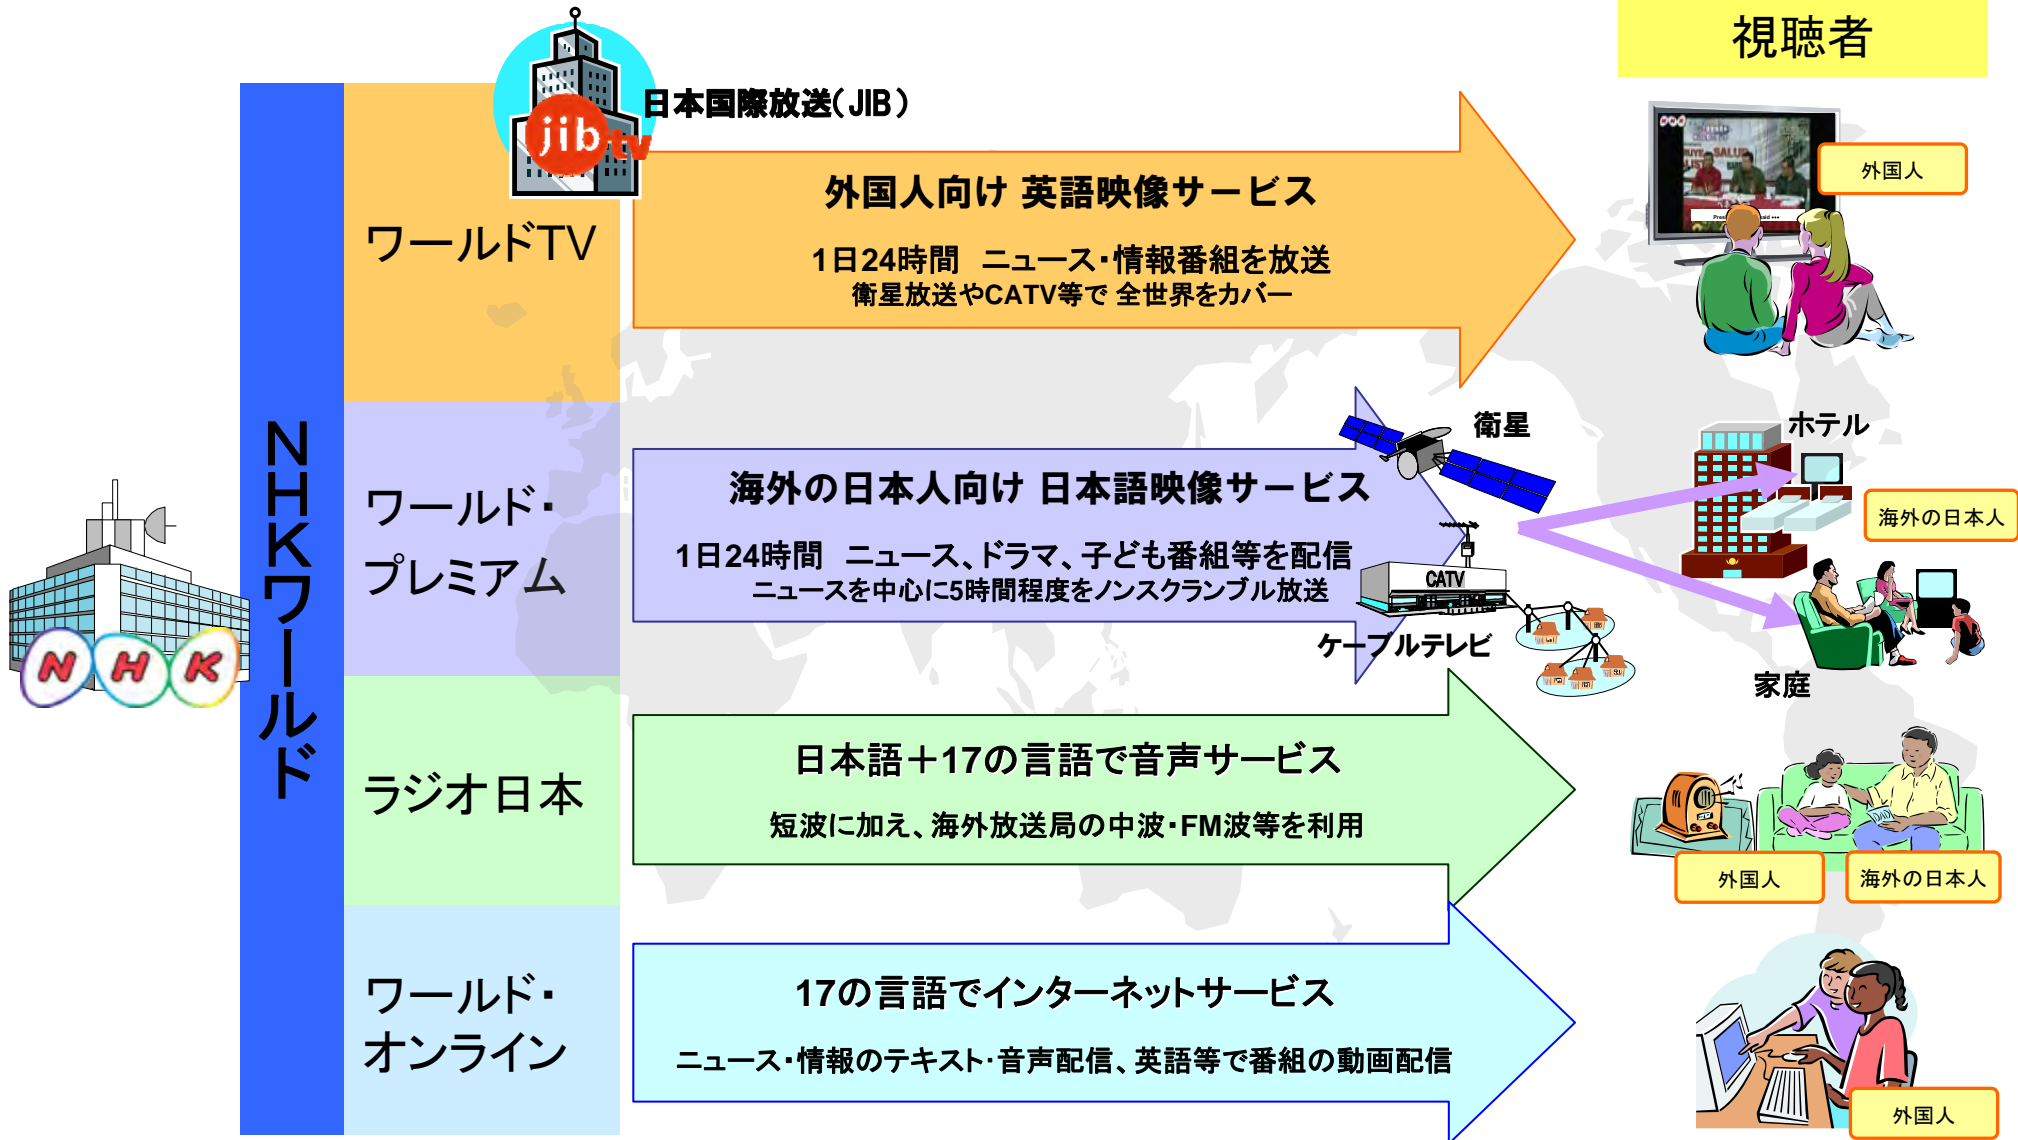 視聴者
日本国際放送(JIB)
jib tv
NHKワールド
NHK
ワールドTV
外国人向け 英語映像サービス
1日24時間 ニュース・情報番組を放送
衛星放送やCATV等で 全世界をカバー
外国人
ワールド・
プレミアム
海外の日本人向け 日本語映像サービス
1日24時間 ニュース、ドラマ、子ども番組等を配信
ニュースを中心に5時間程度をノンスクランブル放送
衛星
CATV
ケーブルテレビ
ホテル
海外の日本人
家庭
ラジオ日本
日本語＋17の言語で音声サービス
短波に加え、海外放送局の中波・FM波等を利用
外国人
海外の日本人
ワールド・
オンライン
17の言語でインターネットサービス
ニュース・情報のテキスト・音声配信、英語等で番組の動画配信
外国人